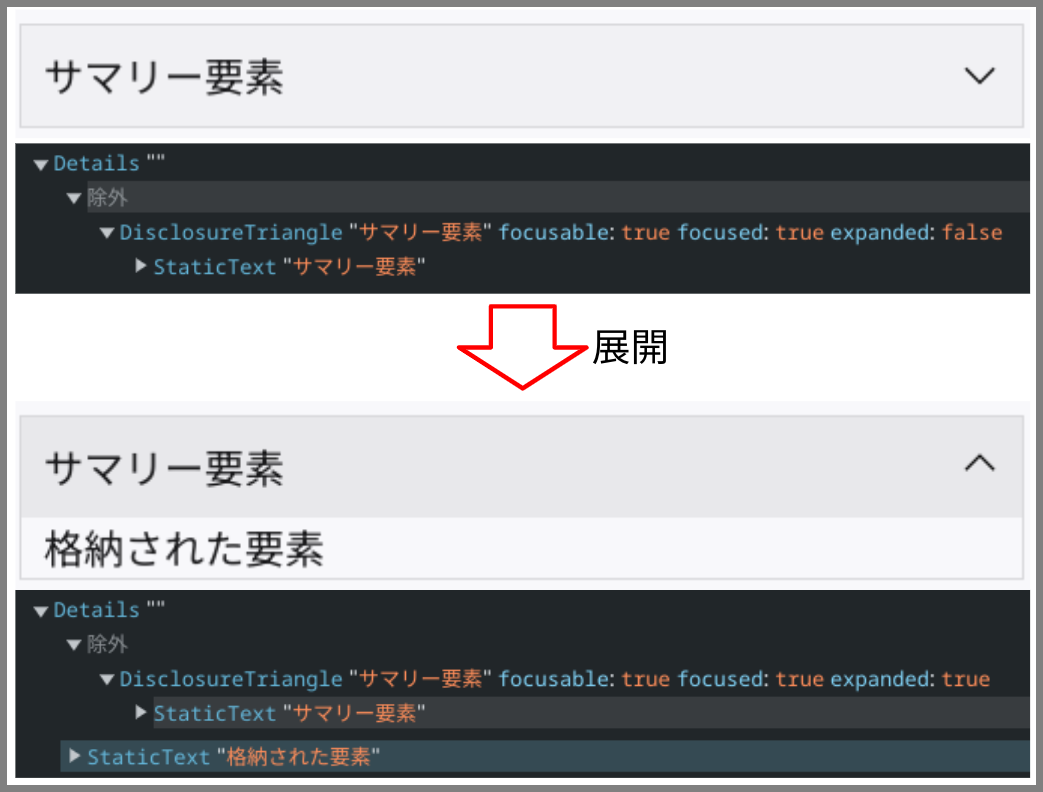 サマリー要素
Details ""
除外
DisclosureTriangle "サマリー要素" focusable: true focused: true expanded: false
StaticText "サマリー要素"
展開
サマリー要素
格納された要素
Details ""
除外
DisclosureTriangle "サマリー要素" focusable: true focused: true expanded: true
StaticText "サマリー要素"
StaticText "格納された要素"